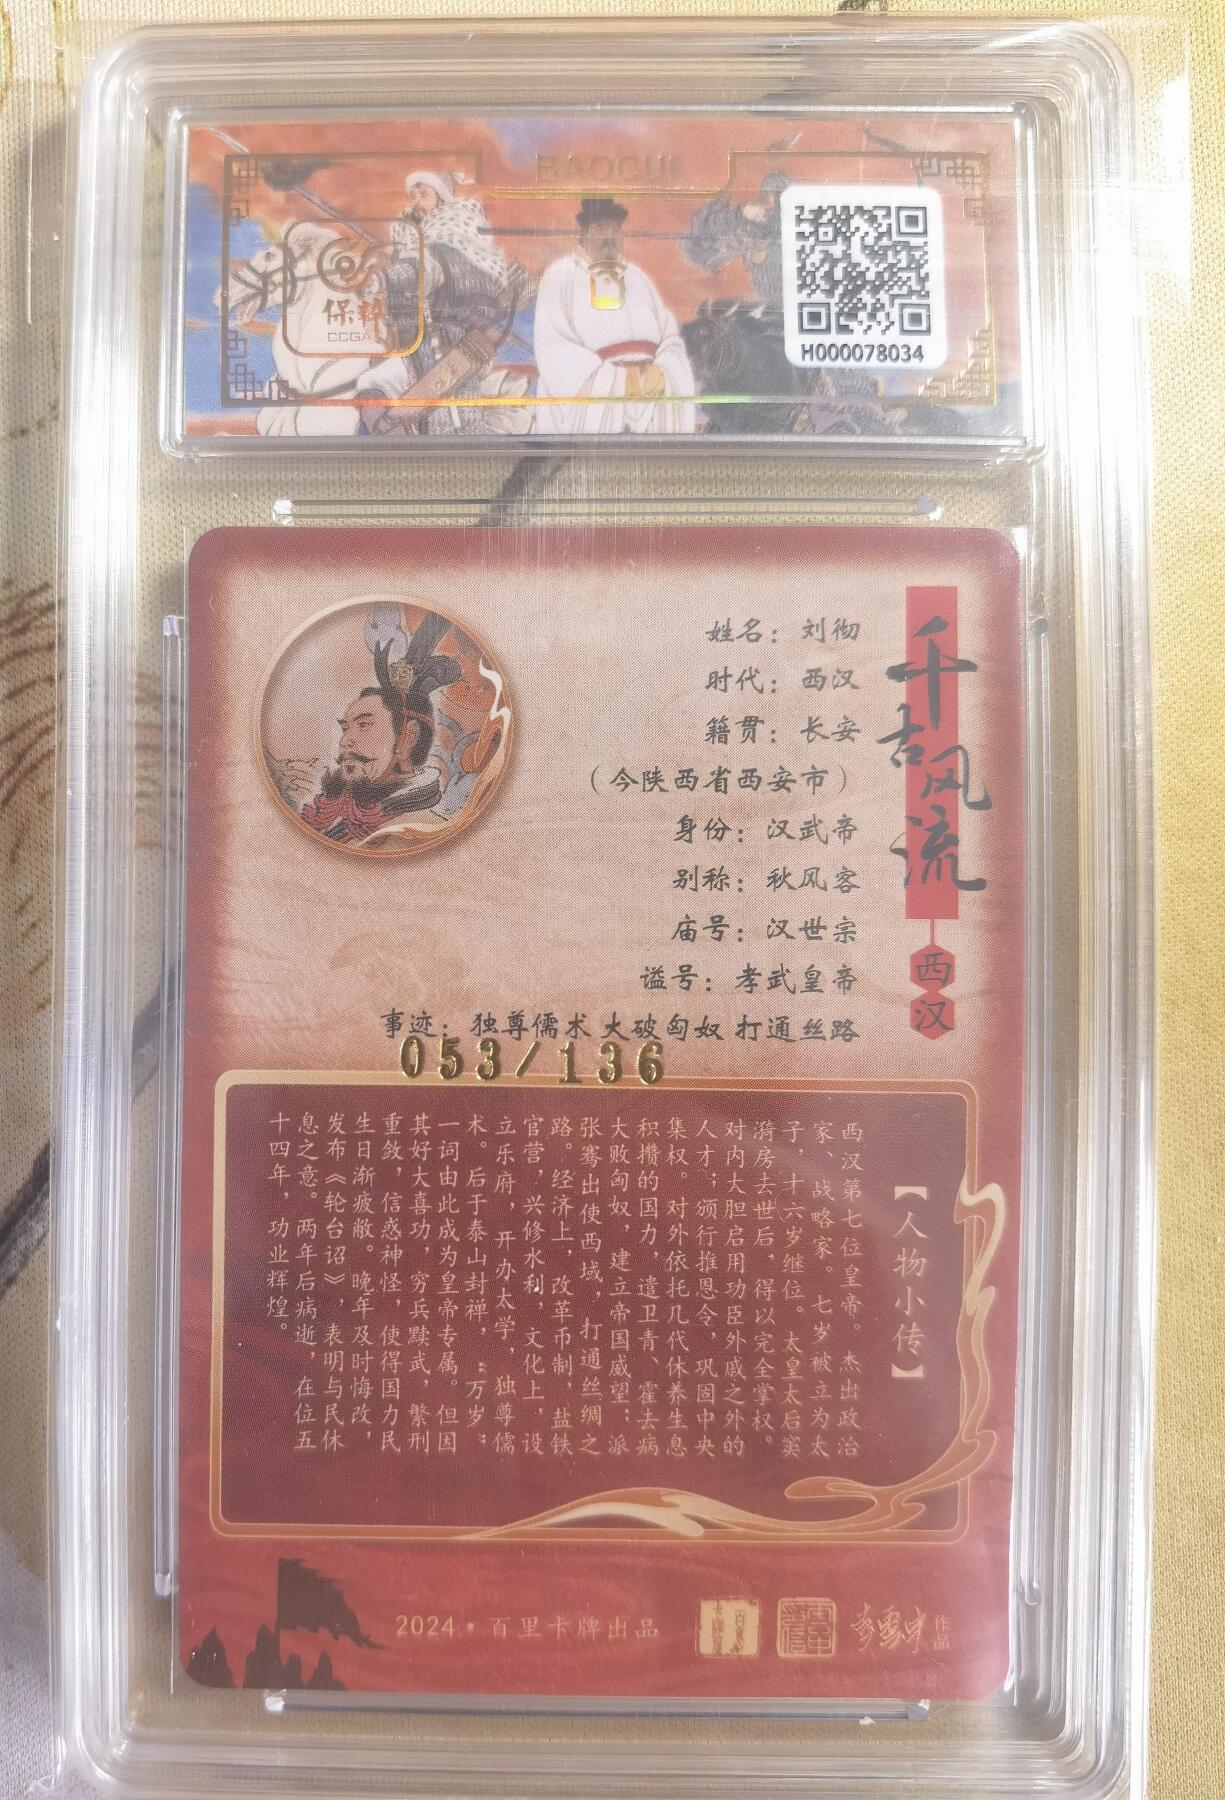 BAOCUI
保粹
CCGA
H000078034
千古风流
西汉
姓名：刘彻
时代：西汉
籍贯：长安
（今陕西省西安市）
身份：汉武帝
别称：秋风客
庙号：汉世宗
谥号：孝武皇帝
事迹：独尊儒术 大破匈奴 打通丝路
053/136
【人物小传】
西汉第七位皇帝。杰出政治
家、战略家。七岁被立为太
子，十六岁继位。太皇太后窦
漪房去世后，得以完全掌权。
对内大胆启用功臣外戚之外的
人才；颁行推恩令，巩固中央
集权。对外依托几代休养生息
积攒的国力，遣卫青、霍去病
大败匈奴，建立帝国威望；派
张骞出使西域，打通丝绸之
路。经济上，改革币制，盐铁
官营，兴修水利，文化上，设
立乐府，开办太学，独尊儒
术。后于泰山封禅，“万岁”
一词由此成为皇帝专属。但因
其好大喜功，穷兵黩武，繁刑
重敛，信惑神怪，使得国力民
生日渐疲敝。晚年及时悔改，
发布《轮台诏》，表明与民休
息之意。两年后病逝，在位五
十四年，功业辉煌。
2024·百里卡牌出品
作品